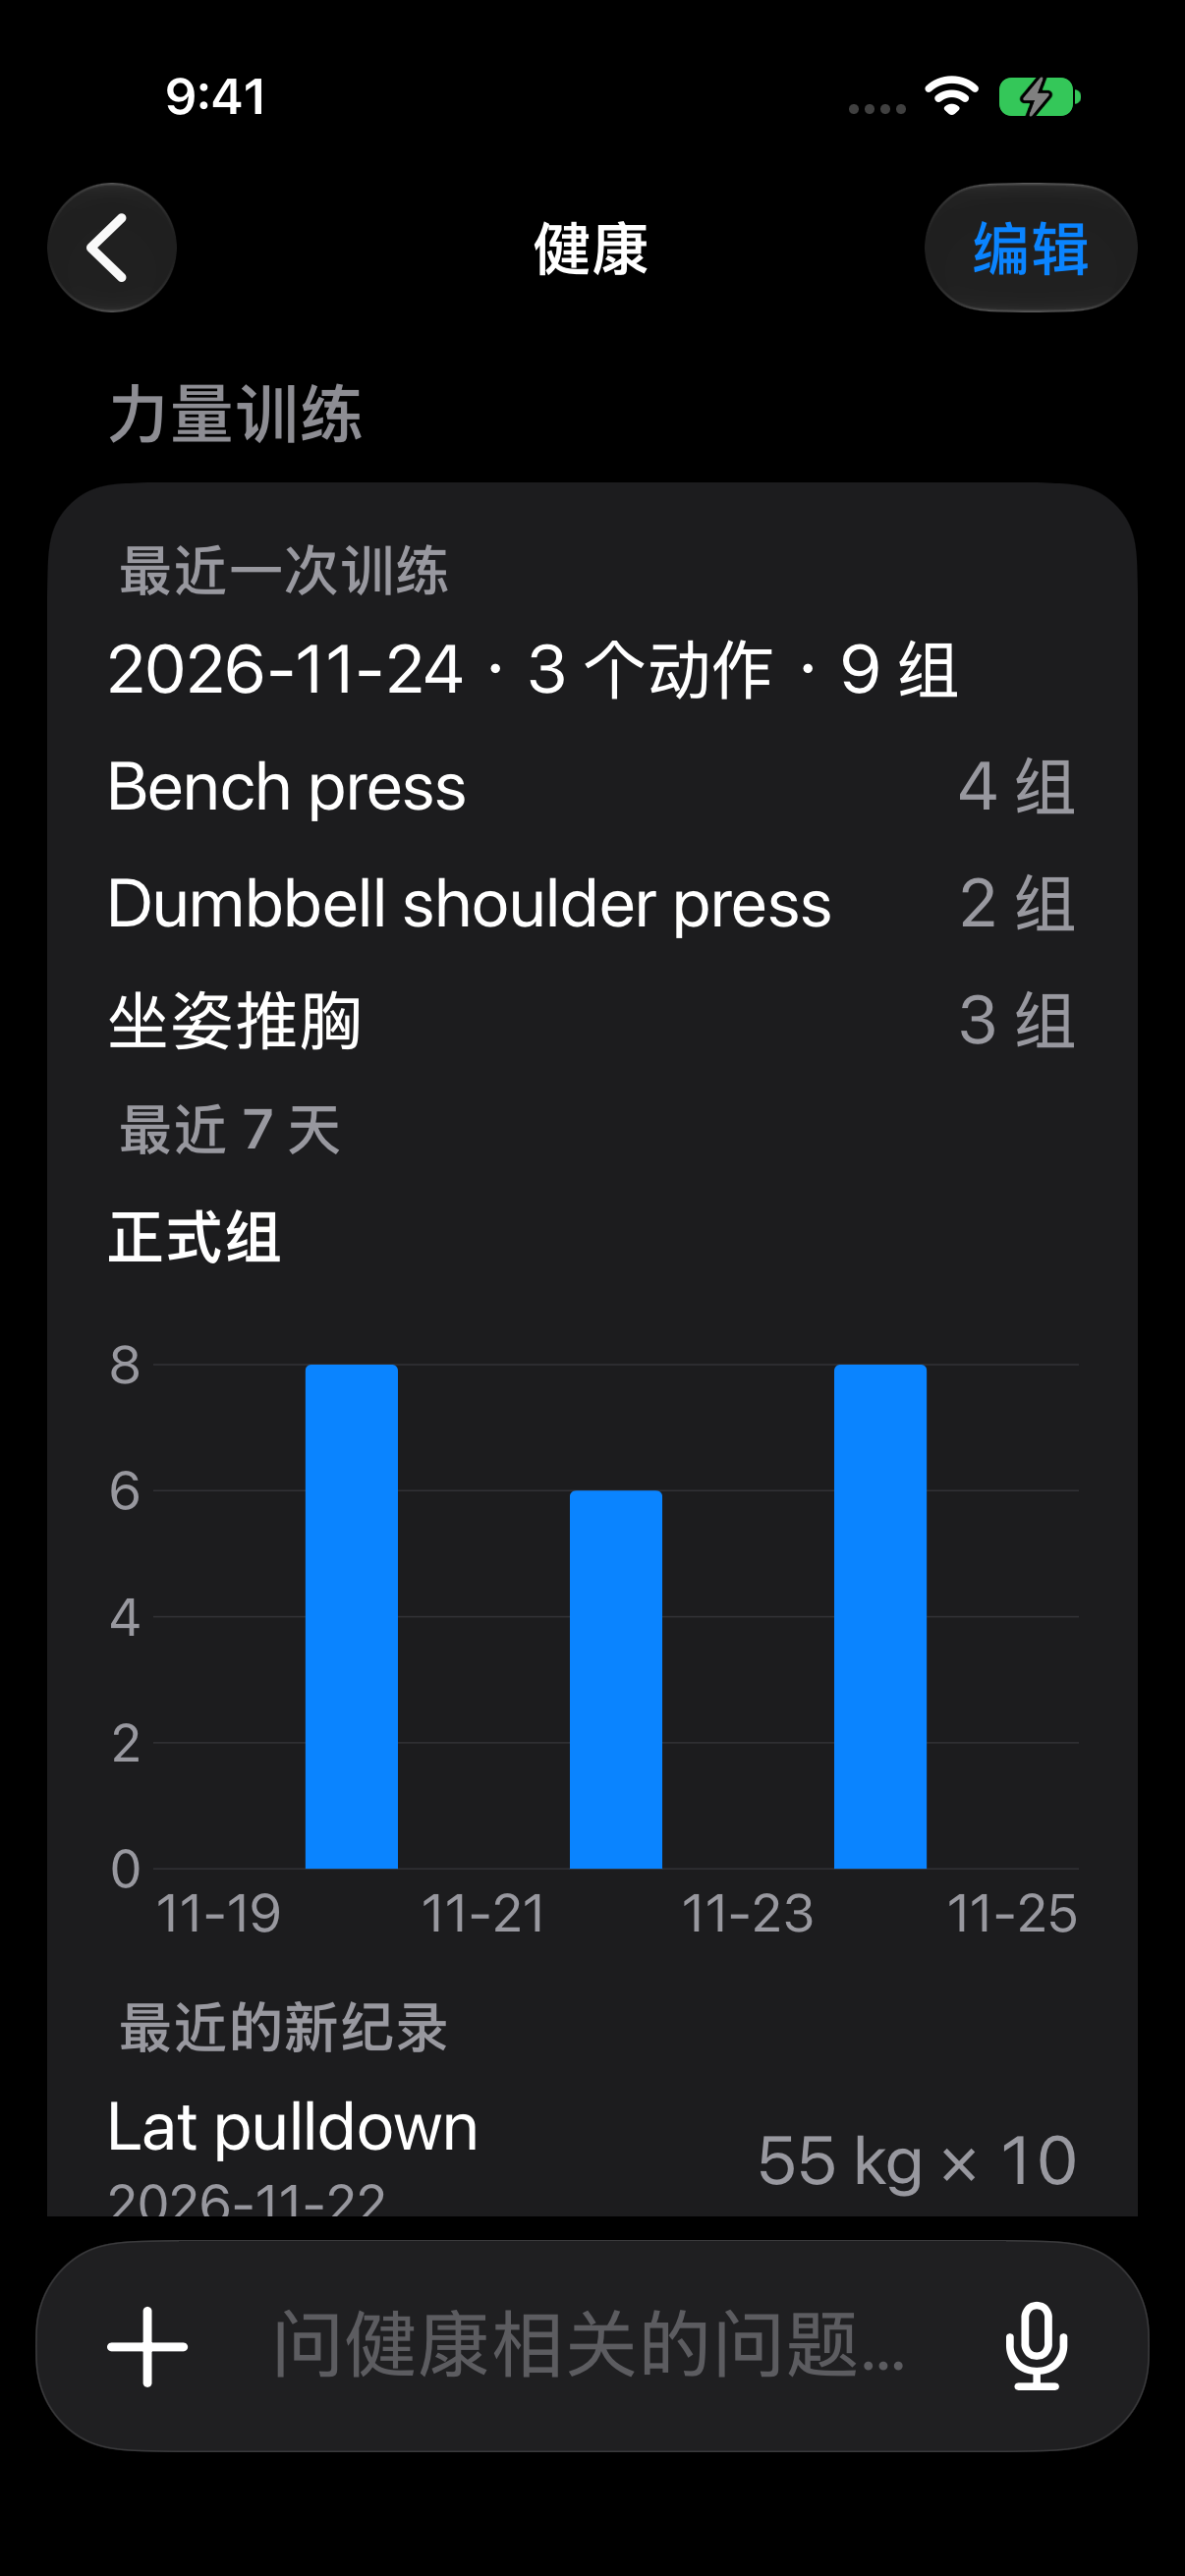 9:41
健康
编辑
力量训练
最近一次训练
2026-11-24 · 3 个动作 · 9 组
Bench press 4 组
Dumbbell shoulder press 2 组
坐姿推胸 3 组
最近 7 天
正式组
8
6
4
2
0
11-19 11-21 11-23 11-25
最近的新纪录
Lat pulldown
55 kg × 10
2026-11-22
问健康相关的问题...